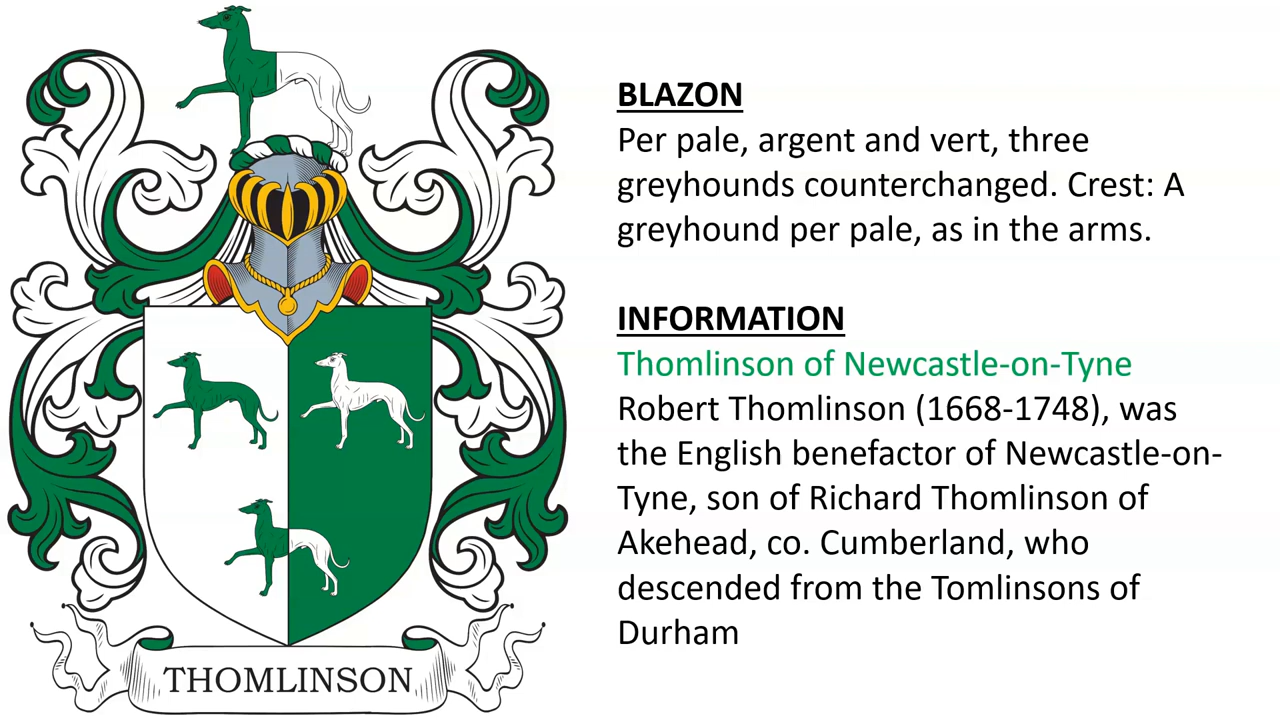 BLAZON
Per pale, argent and vert, three
greyhounds counterchanged. Crest: A
greyhound per pale, as in the arms.
INFORMATION
Thomlinson of Newcastle-on-Tyne
Robert Thomlinson (1668-1748), was
the English benefactor of Newcastle-on-
Tyne, son of Richard Thomlinson of
Akehead, co. Cumberland, who
descended from the Tomlinsons of
Durham
THOMLINSON